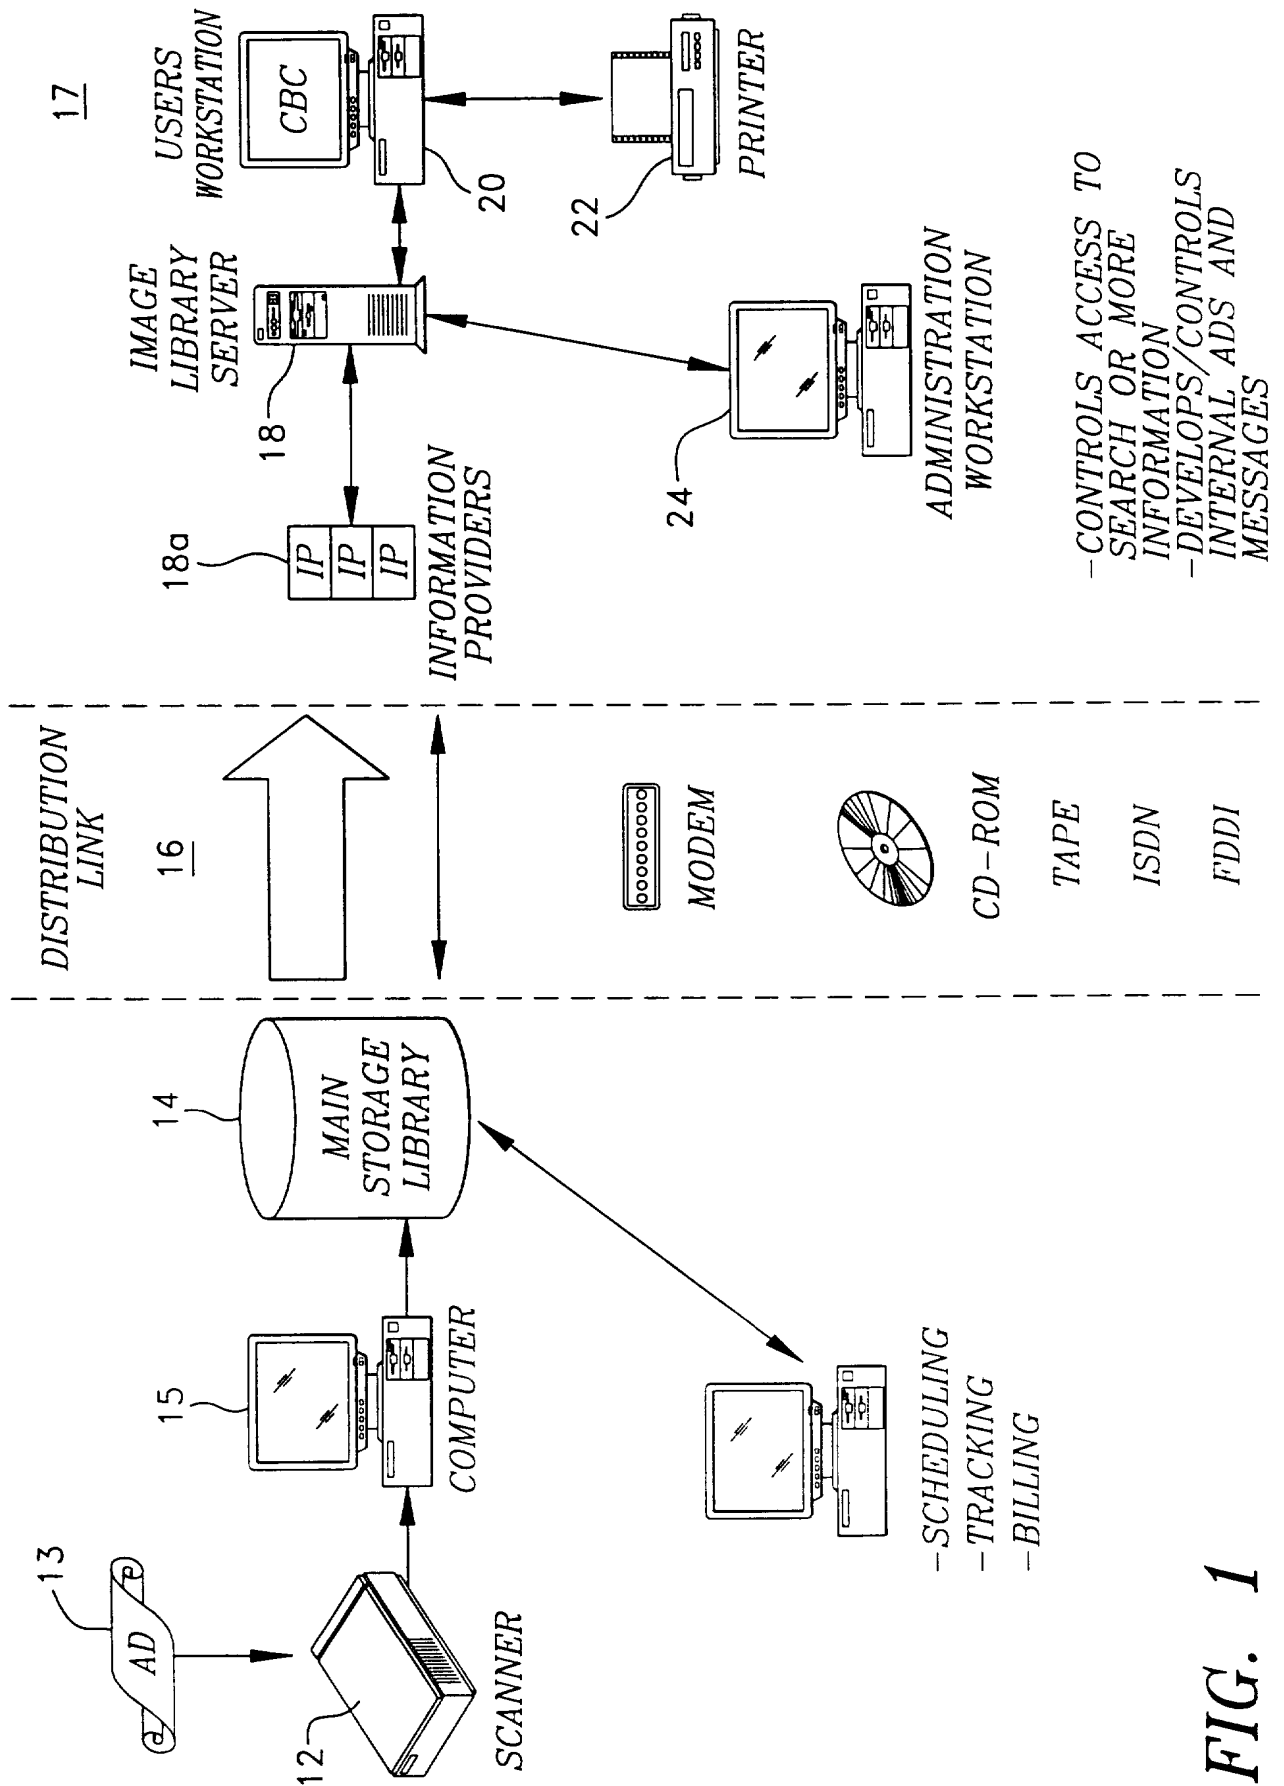 13
AD
12
SCANNER
15
COMPUTER
14
MAIN
STORAGE
LIBRARY
-SCHEDULING
-TRACKING
-BILLING
DISTRIBUTION
LINK
16
MODEM
CD-ROM
TAPE
ISDN
FDDI
17
18a
IP
IP
IP
INFORMATION
PROVIDERS
IMAGE
LIBRARY
SERVER
18
USERS
WORKSTATION
CBC
20
22
PRINTER
24
ADMINISTRATION
WORKSTATION
-CONTROLS ACCESS TO
SEARCH OR MORE
INFORMATION
-DEVELOPS/CONTROLS
INTERNAL ADS AND
MESSAGES
FIG. 1